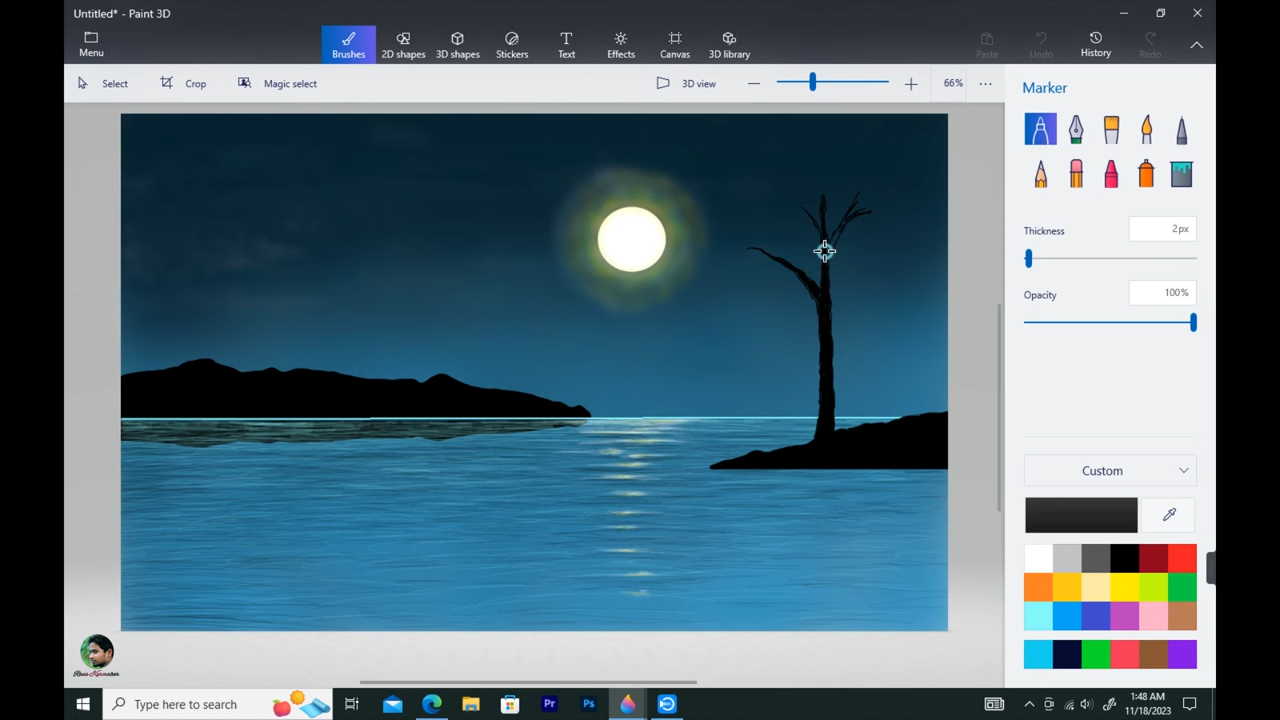 Untitled* - Paint 3D
Menu
Brushes
2D shapes
3D shapes
Stickers
Text
Effects
Canvas
3D library
Paste
Undo
History
Redo
Select
Crop
Magic select
3D view
66%
Marker
Thickness
2px
Opacity
100%
Custom
Type here to search
Pr
Ps
1:48 AM
11/18/2023